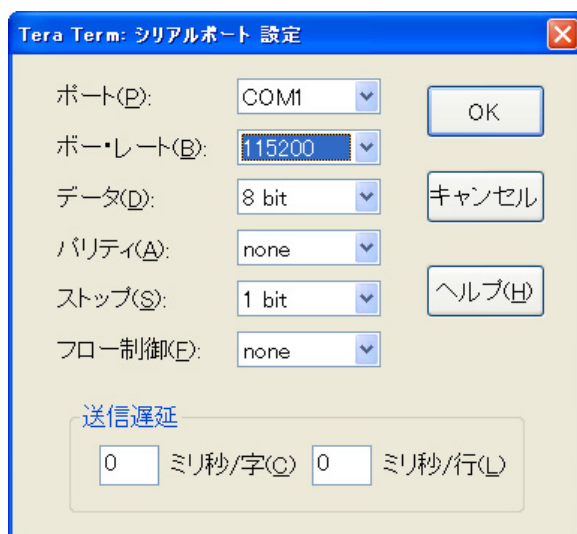 Tera Term: シリアルポート 設定
ポート(P): COM1
OK
ボー・レート(B): 115200
データ(D): 8 bit
キャンセル
パリティ(A): none
ストップ(S): 1 bit
ヘルプ(H)
フロー制御(F): none
送信遅延
0 ミリ秒/字(C) 0 ミリ秒/行(L)